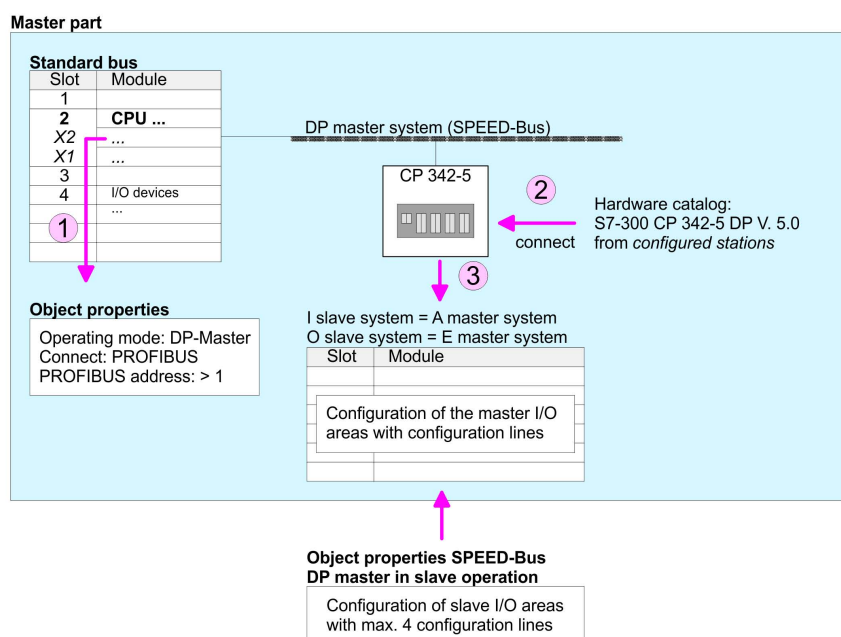 Master part
Standard bus
Slot Module
1
2 CPU ...
X2 ...
X1 ...
3
4 I/O devices
...
1
Object properties
Operating mode: DP-Master
Connect: PROFIBUS
PROFIBUS address: > 1
DP master system (SPEED-Bus)
CP 342-5
2
connect
Hardware catalog:
S7-300 CP 342-5 DP V. 5.0
from configured stations
3
I slave system = A master system
O slave system = E master system
Slot Module
Configuration of the master I/O
areas with configuration lines
Object properties SPEED-Bus
DP master in slave operation
Configuration of slave I/O areas
with max. 4 configuration lines